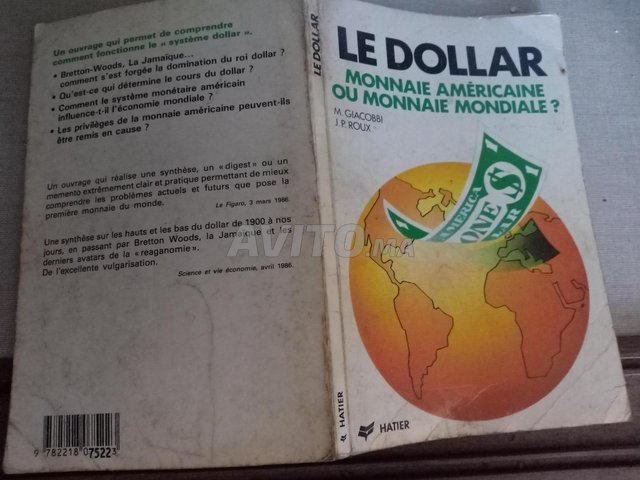 Un ouvrage qui permet de comprendre
comment fonctionne le « système dollar ».
• Bretton-Woods, La Jamaïque...
comment s'est forgée la domination du roi dollar ?
• Qu'est-ce qui détermine le cours du dollar ?
• Comment le système monétaire américain
influence-t-il l'économie mondiale ?
• Les privilèges de la monnaie américaine peuvent-ils
être remis en cause ?
Un ouvrage qui réalise une synthèse, un « digest » ou un
memento extrêmement clair et pratique permettant de mieux
comprendre les problèmes actuels et futurs que pose la
première monnaie du monde.
Le Figaro, 3 mars 1986.
Une synthèse sur les hauts et les bas du dollar de 1900 à nos
jours, en passant par Bretton Woods, la Jamaïque et les
derniers avatars de la « reaganomie ».
De l'excellente vulgarisation.
Science et vie économie, avril 1986.
9 782218 075223
LE DOLLAR
HATIER
LE DOLLAR
MONNAIE AMÉRICAINE
OU MONNAIE MONDIALE ?
M. GIACOBBI
J.P. ROUX
1
AMERICA
ONE $
LAR
1
1
HATIER
AVITO.MA